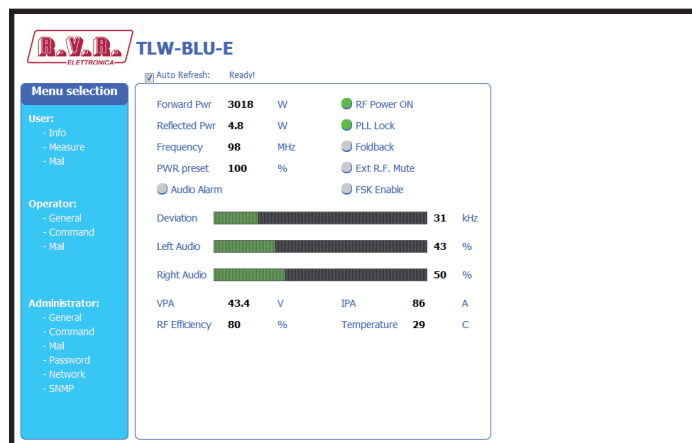 R.V.R.
ELETTRONICA
TLW-BLU-E
Auto Refresh: Ready!
Menu selection
User:
- Info
- Measure
- Mail
Operator:
- General
- Command
- Mail
Administrator:
- General
- Command
- Mail
- Password
- Network
- SNMP
Forward Pwr 3018 W RF Power ON
Reflected Pwr 4.8 W PLL Lock
Frequency 98 MHz Foldback
PWR preset 100 % Ext R.F. Mute
Audio Alarm FSK Enable
Deviation 31 kHz
Left Audio 43 %
Right Audio 50 %
VPA 43.4 V IPA 86 A
RF Efficiency 80 % Temperature 29 C